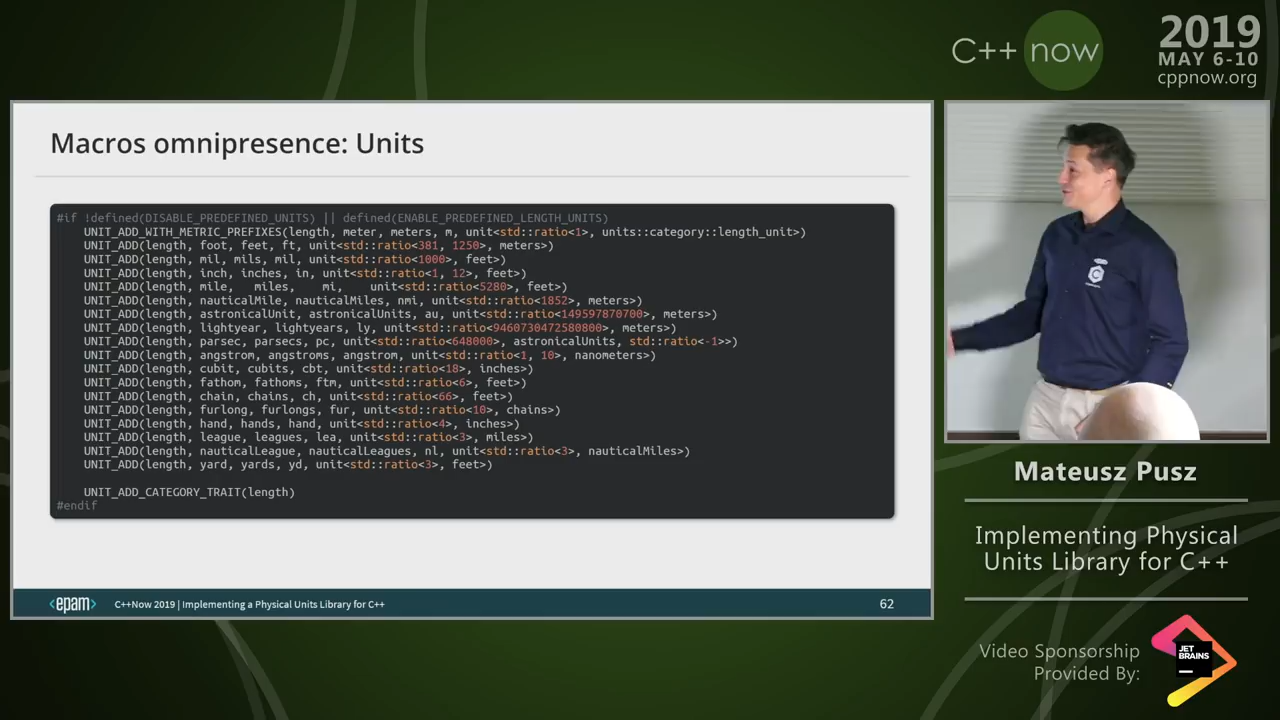 C++ now
2019
MAY 6-10
cppnow.org
Macros omnipresence: Units
#if !defined(DISABLE_PREDEFINED_UNITS) || defined(ENABLE_PREDEFINED_LENGTH_UNITS)
UNIT_ADD_WITH_METRIC_PREFIXES(length, meter, meters, m, unit<std::ratio<1>, units::category::length_unit>)
UNIT_ADD(length, foot, feet, ft, unit<std::ratio<381, 1250>, meters>)
UNIT_ADD(length, mil, mils, mil, unit<std::ratio<1000>, feet>)
UNIT_ADD(length, inch, inches, in, unit<std::ratio<1, 12>, feet>)
UNIT_ADD(length, mile,   miles,    mi,    unit<std::ratio<5280>, feet>)
UNIT_ADD(length, nauticalMile, nauticalMiles, nmi, unit<std::ratio<1852>, meters>)
UNIT_ADD(length, astronicalUnit, astronicalUnits, au, unit<std::ratio<149597870700>, meters>)
UNIT_ADD(length, lightyear, lightyears, ly, unit<std::ratio<9460730472580800>, meters>)
UNIT_ADD(length, parsec, parsecs, pc, unit<std::ratio<648000>, astronicalUnits, std::ratio<-1>>)
UNIT_ADD(length, angstrom, angstroms, angstrom, unit<std::ratio<1, 10>, nanometers>)
UNIT_ADD(length, cubit, cubits, cbt, unit<std::ratio<18>, inches>)
UNIT_ADD(length, fathom, fathoms, ftm, unit<std::ratio<6>, feet>)
UNIT_ADD(length, chain, chains, ch, unit<std::ratio<66>, feet>)
UNIT_ADD(length, furlong, furlongs, fur, unit<std::ratio<10>, chains>)
UNIT_ADD(length, hand, hands, hand, unit<std::ratio<4>, inches>)
UNIT_ADD(length, league, leagues, lea, unit<std::ratio<3>, miles>)
UNIT_ADD(length, nauticalLeague, nauticalLeagues, nl, unit<std::ratio<3>, nauticalMiles>)
UNIT_ADD(length, yard, yards, yd, unit<std::ratio<3>, feet>)
UNIT_ADD_CATEGORY_TRAIT(length)
#endif
<epam>
C++Now 2019 | Implementing a Physical Units Library for C++
62
Mateusz Pusz
Implementing Physical
Units Library for C++
Video Sponsorship
Provided By:
JET
BRAINS